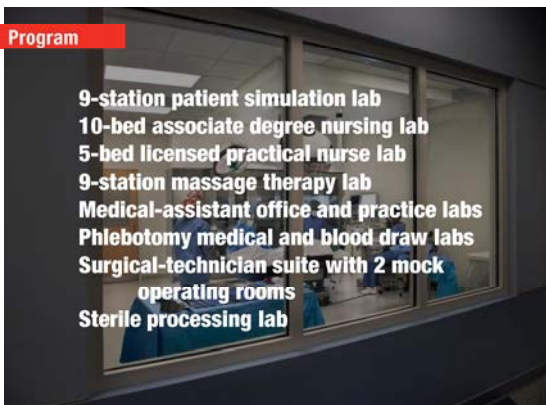 Program
9-station patient simulation lab
10-bed associate degree nursing lab
5-bed licensed practical nurse lab
9-station massage therapy lab
Medical-assistant office and practice labs
Phlebotomy medical and blood draw labs
Surgical-technician suite with 2 mock
operating rooms
Sterile processing lab